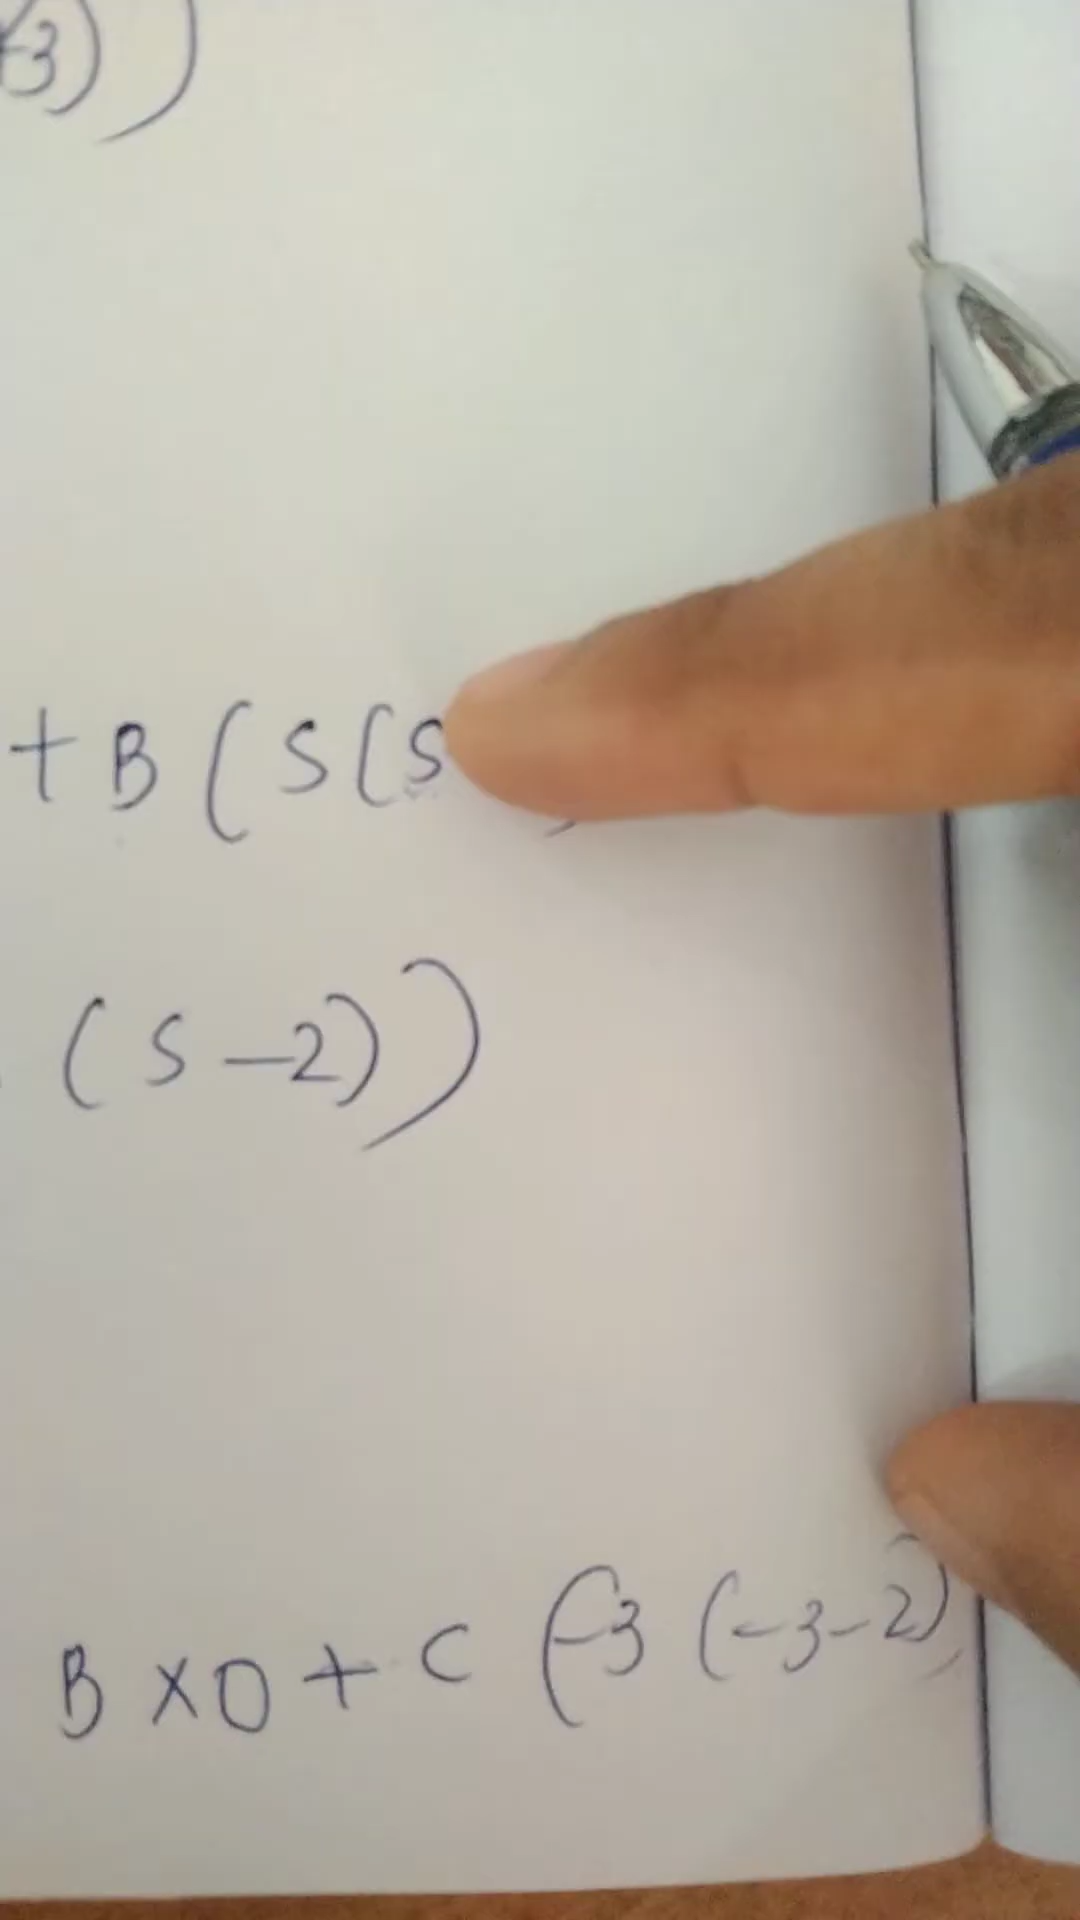 -3))
+ B ( S ( S
( S - 2 ) )
B × 0 + C ( -3 ( -3 - 2 )